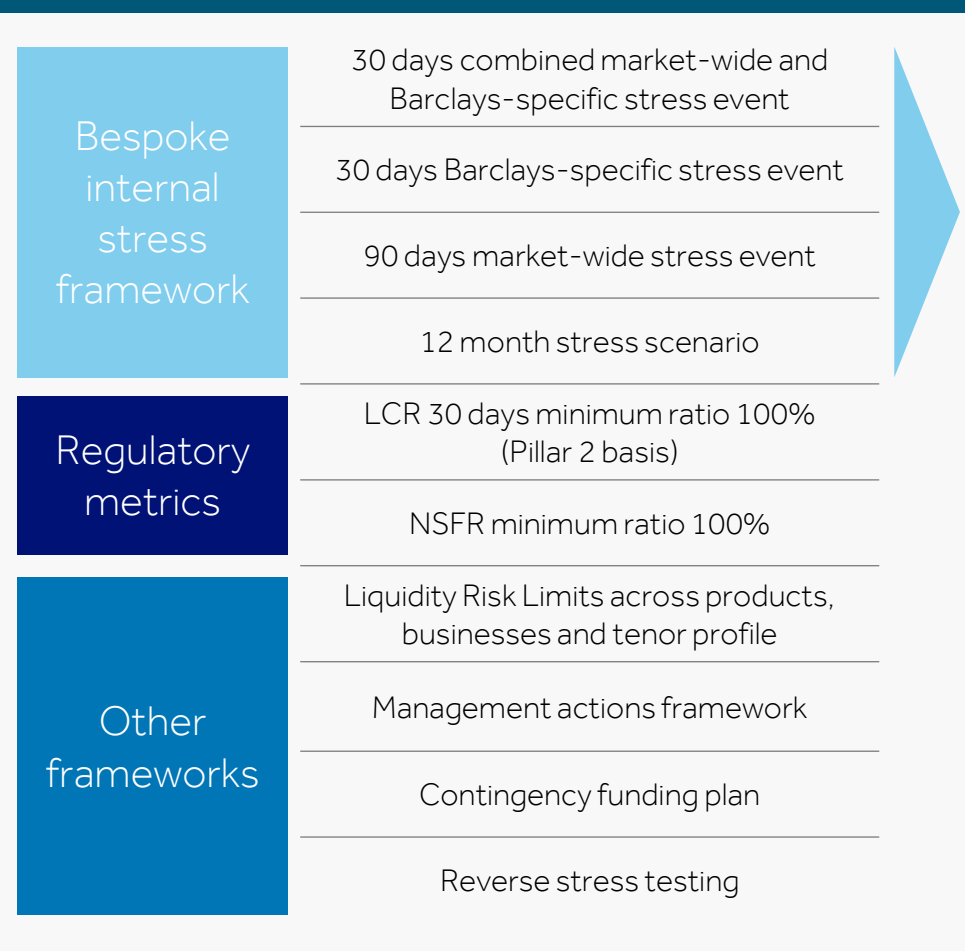 Bespoke
internal
stress
framework
30 days combined market-wide and
Barclays-specific stress event
30 days Barclays-specific stress event
90 days market-wide stress event
12 month stress scenario
Regulatory
metrics
LCR 30 days minimum ratio 100%
(Pillar 2 basis)
NSFR minimum ratio 100%
Other
frameworks
Liquidity Risk Limits across products,
businesses and tenor profile
Management actions framework
Contingency funding plan
Reverse stress testing